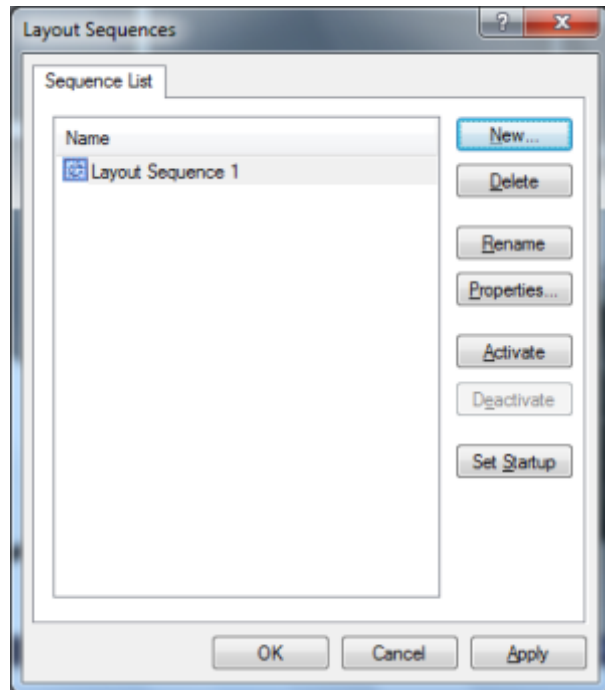 Layout Sequences
Sequence List
Name
Layout Sequence 1
New...
Delete
Rename
Properties...
Activate
Deactivate
Set Startup
OK Cancel Apply